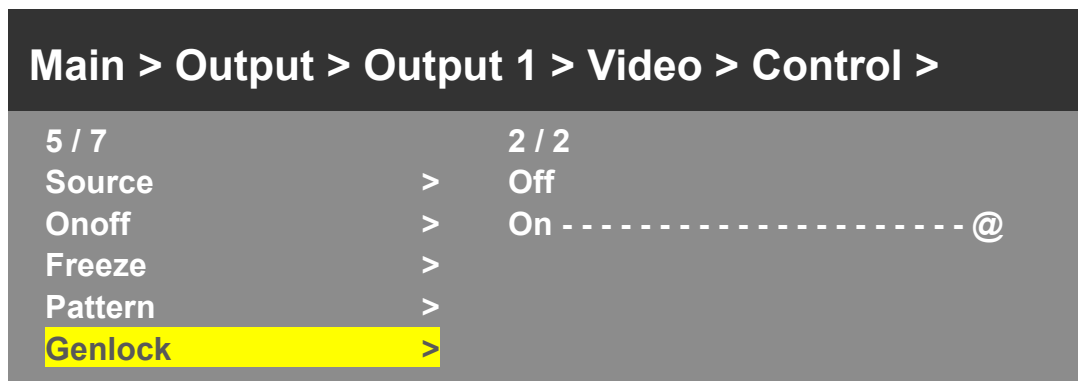 Main > Output > Output 1 > Video > Control >
5 / 7 2 / 2
Source > Off
Onoff > On - - - - - - - - - - - - - - - - - - - - - @
Freeze >
Pattern >
Genlock >